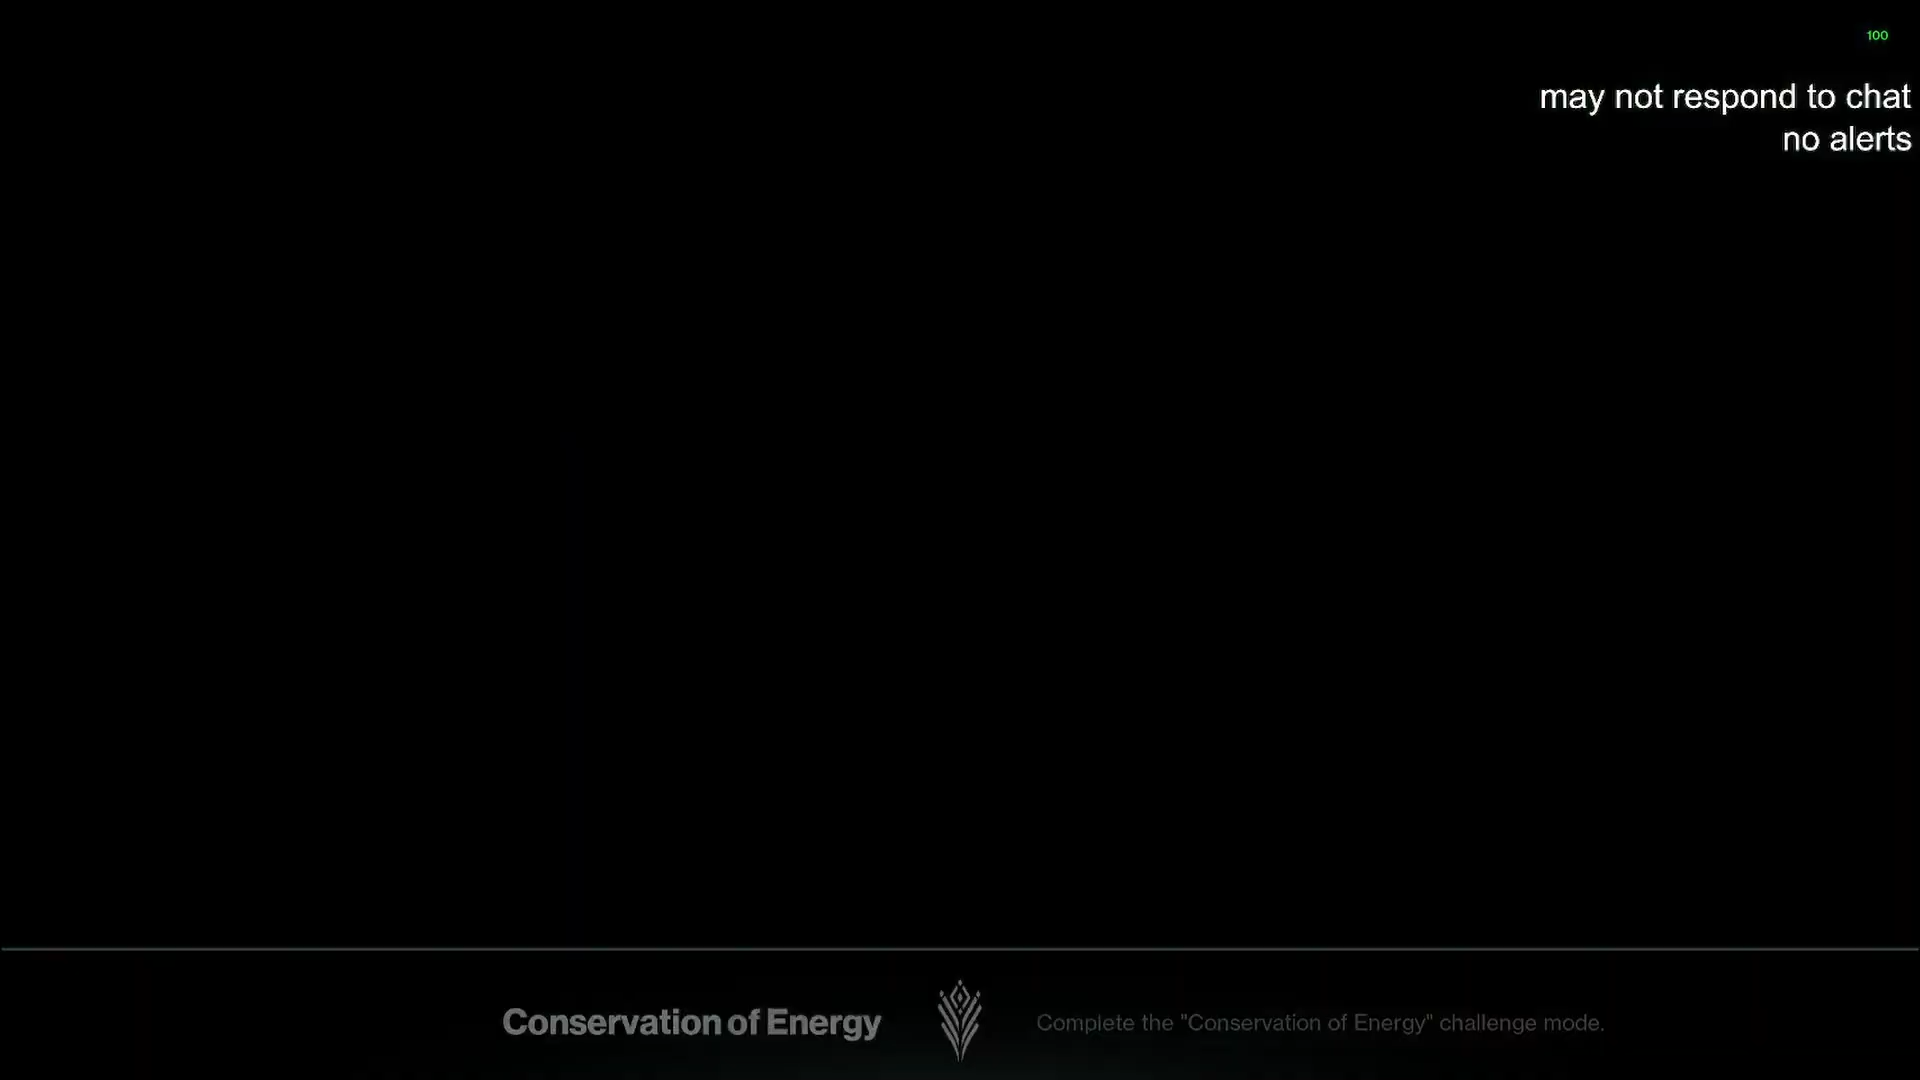 100
may not respond to chat
no alerts
Conservation of Energy
Complete the "Conservation of Energy" challenge mode.